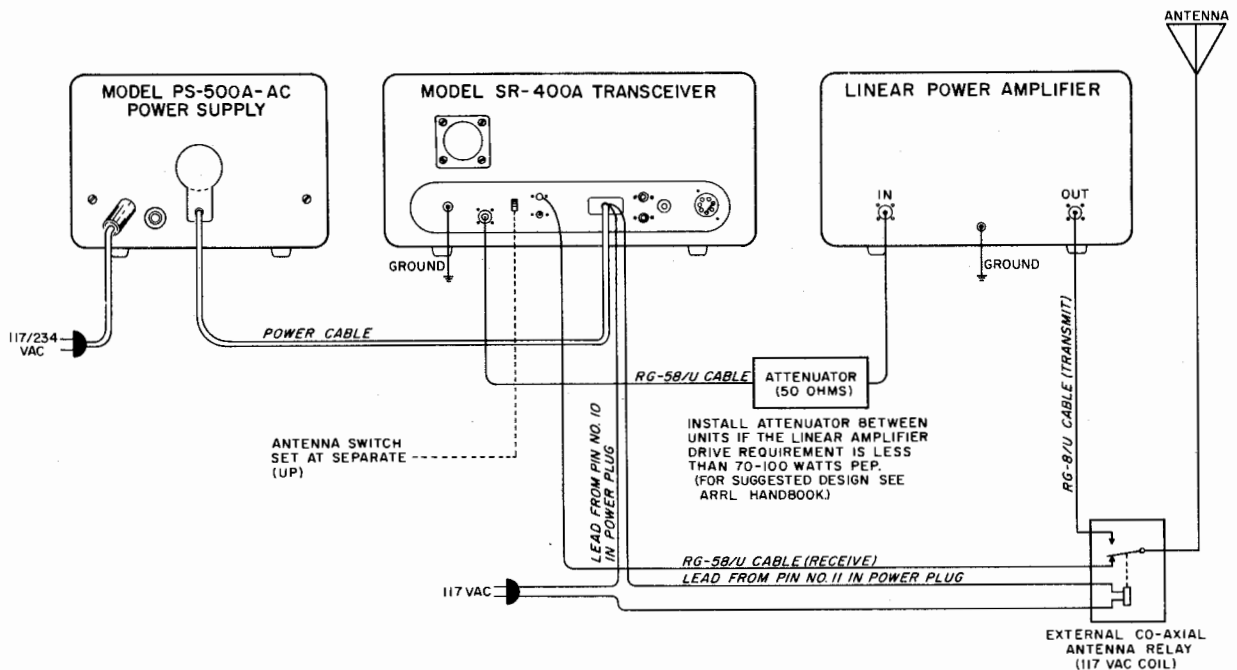 ANTENNA
MODEL PS-500A-AC
POWER SUPPLY
MODEL SR-400A TRANSCEIVER
LINEAR POWER AMPLIFIER
IN
OUT
GROUND
GROUND
117/234
VAC
POWER CABLE
RG-58/U CABLE
ATTENUATOR
(50 OHMS)
RG-8/U CABLE (TRANSMIT)
ANTENNA SWITCH
SET AT SEPARATE
(UP)
LEAD FROM PIN NO. 10
IN POWER PLUG
INSTALL ATTENUATOR BETWEEN
UNITS IF THE LINEAR AMPLIFIER
DRIVE REQUIREMENT IS LESS
THAN 70-100 WATTS PEP.
(FOR SUGGESTED DESIGN SEE
ARRL HANDBOOK.)
RG-58/U CABLE (RECEIVE)
LEAD FROM PIN NO. 11 IN POWER PLUG
117 VAC
EXTERNAL CO-AXIAL
ANTENNA RELAY
(117 VAC COIL)